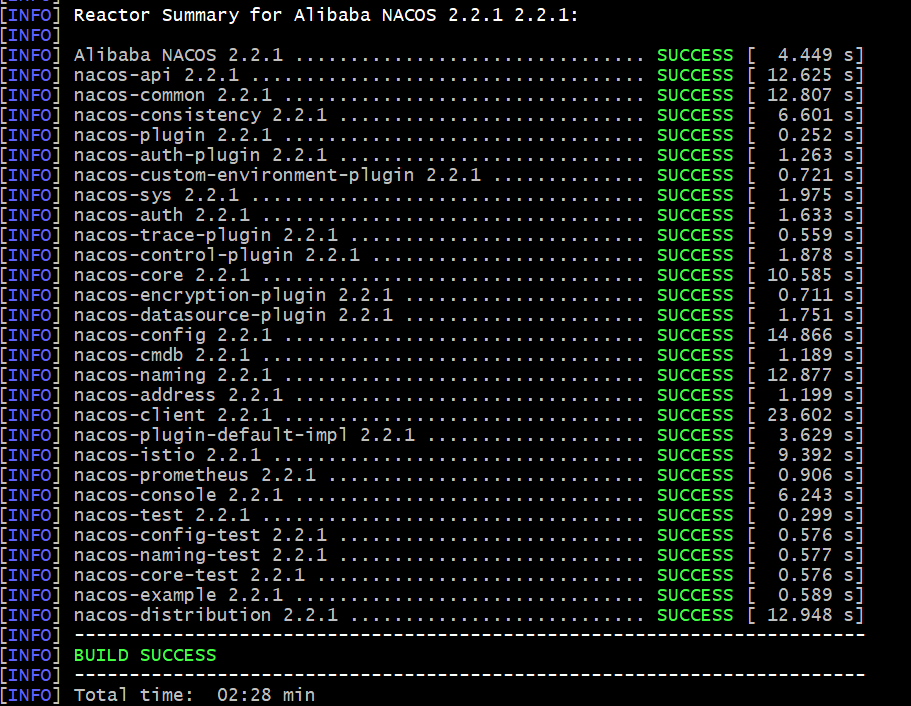 [INFO] Reactor Summary for Alibaba NACOS 2.2.1 2.2.1:
[INFO]
[INFO] Alibaba NACOS 2.2.1 ................................ SUCCESS [  4.449 s]
[INFO] nacos-api 2.2.1 .................................... SUCCESS [ 12.625 s]
[INFO] nacos-common 2.2.1 ................................. SUCCESS [ 12.807 s]
[INFO] nacos-consistency 2.2.1 ............................ SUCCESS [  6.601 s]
[INFO] nacos-plugin 2.2.1 ................................. SUCCESS [  0.252 s]
[INFO] nacos-auth-plugin 2.2.1 ............................ SUCCESS [  1.263 s]
[INFO] nacos-custom-environment-plugin 2.2.1 .............. SUCCESS [  0.721 s]
[INFO] nacos-sys 2.2.1 .................................... SUCCESS [  1.975 s]
[INFO] nacos-auth 2.2.1 ................................... SUCCESS [  1.633 s]
[INFO] nacos-trace-plugin 2.2.1 ........................... SUCCESS [  0.559 s]
[INFO] nacos-control-plugin 2.2.1 ......................... SUCCESS [  1.878 s]
[INFO] nacos-core 2.2.1 ................................... SUCCESS [ 10.585 s]
[INFO] nacos-encryption-plugin 2.2.1 ...................... SUCCESS [  0.711 s]
[INFO] nacos-datasource-plugin 2.2.1 ...................... SUCCESS [  1.751 s]
[INFO] nacos-config 2.2.1 ................................. SUCCESS [ 14.866 s]
[INFO] nacos-cmdb 2.2.1 ................................... SUCCESS [  1.189 s]
[INFO] nacos-naming 2.2.1 ................................. SUCCESS [ 12.877 s]
[INFO] nacos-address 2.2.1 ................................ SUCCESS [  1.199 s]
[INFO] nacos-client 2.2.1 ................................. SUCCESS [ 23.602 s]
[INFO] nacos-plugin-default-impl 2.2.1 .................... SUCCESS [  3.629 s]
[INFO] nacos-istio 2.2.1 .................................. SUCCESS [  9.392 s]
[INFO] nacos-prometheus 2.2.1 ............................. SUCCESS [  0.906 s]
[INFO] nacos-console 2.2.1 ................................ SUCCESS [  6.243 s]
[INFO] nacos-test 2.2.1 ................................... SUCCESS [  0.299 s]
[INFO] nacos-config-test 2.2.1 ............................ SUCCESS [  0.576 s]
[INFO] nacos-naming-test 2.2.1 ............................ SUCCESS [  0.577 s]
[INFO] nacos-core-test 2.2.1 .............................. SUCCESS [  0.576 s]
[INFO] nacos-example 2.2.1 ................................ SUCCESS [  0.589 s]
[INFO] nacos-distribution 2.2.1 ........................... SUCCESS [ 12.948 s]
[INFO] ------------------------------------------------------------------------
[INFO] BUILD SUCCESS
[INFO] ------------------------------------------------------------------------
[INFO] Total time:  02:28 min